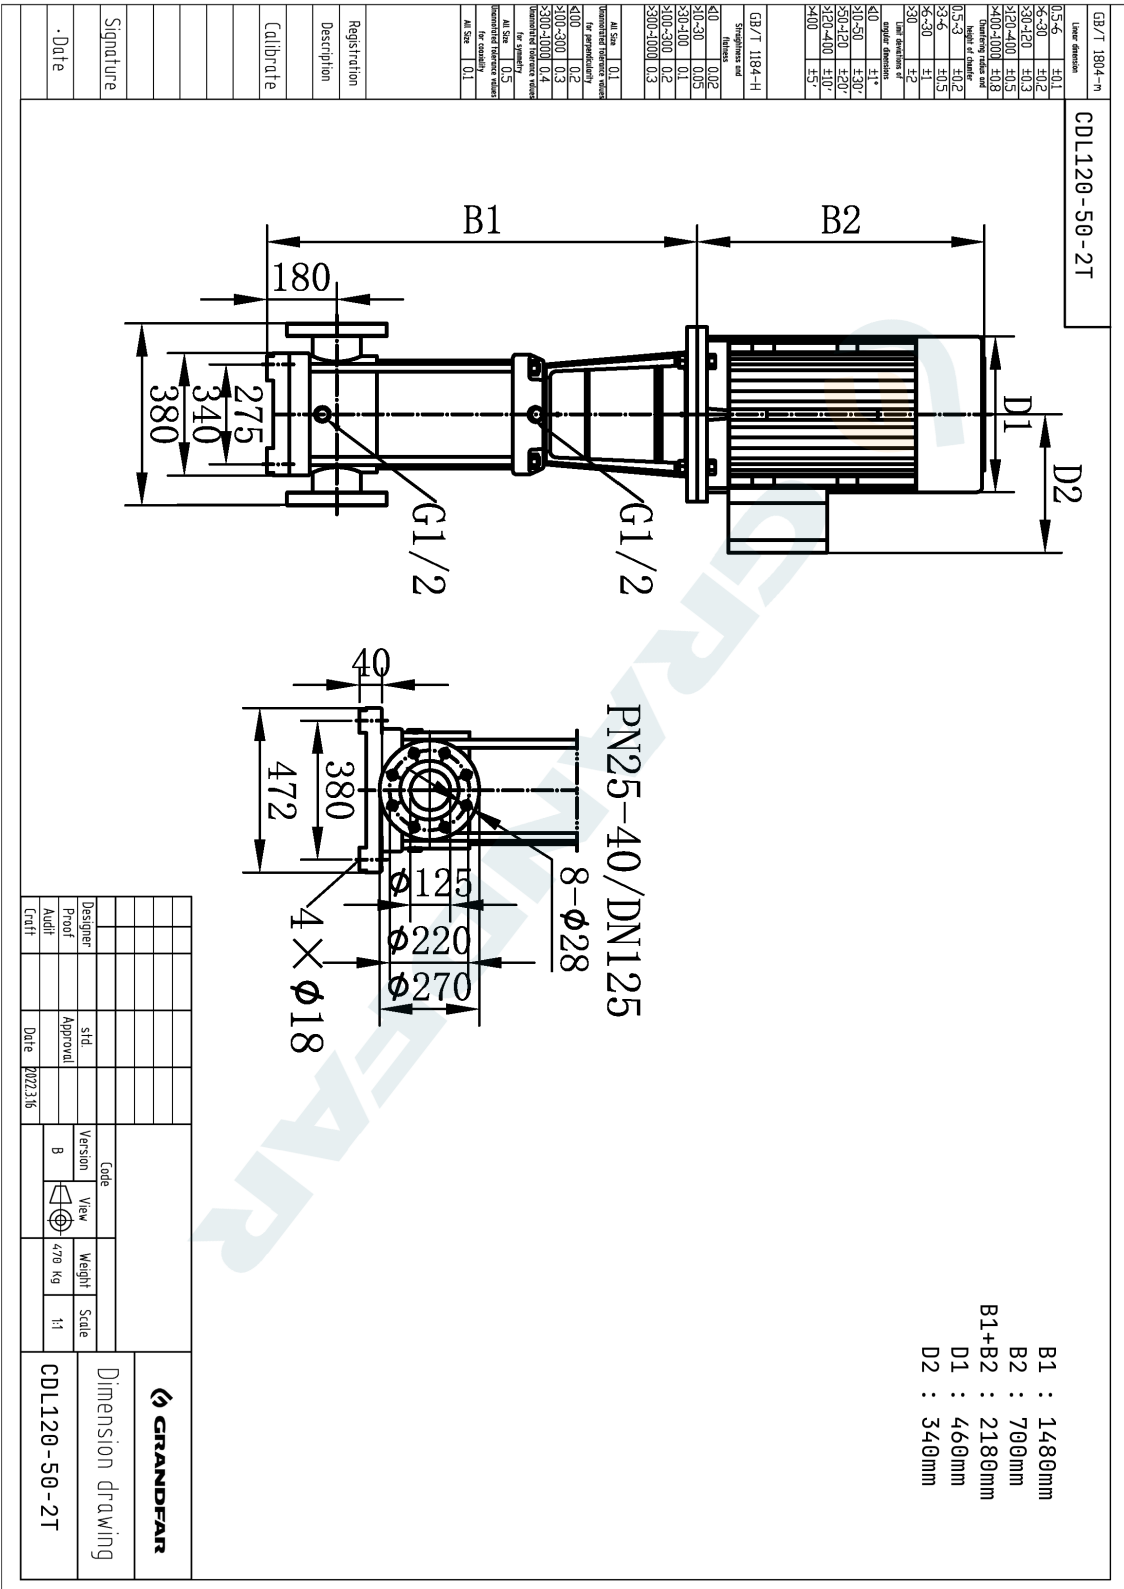 CDL120-50-2T
GB/T 1804-m
Linear dimension
0.5~6 ±0.1
>6~30 ±0.2
>30~120 ±0.3
>120~400 ±0.5
>400~1000 ±0.8
Chamfering radius and
height of chamfer
0.5~3 ±0.2
>3~6 ±0.5
>6~30 ±1
>30 ±2
Limit deviations of
angular dimensions
≤10 ±1°
>10~50 ±30'
>50~120 ±20'
>120~400 ±10'
>400 ±5'
GB/T 1184-H
Straightness and
flatness
≤10 0.02
>10~30 0.05
>30~100 0.1
>100~300 0.2
>300~1000 0.3
All Size 0.1
Unannotated tolerance values
for perpendicularity
≤100 0.2
>100~300 0.3
>300~1000 0.4
Unannotated tolerance values
for symmetry
All Size 0.5
Unannotated tolerance values
for coaxiality
All Size 0.1
Registration
Description
Calibrate
Signature
·Date
B2
B1
180
D1
D2
275
340
380
G1/2
G1/2
PN25-40/DN125
40
380
472
8-ϕ28
ϕ125
ϕ220
ϕ270
4×ϕ18
B1 : 1480mm
B2 : 700mm
B1+B2 : 2180mm
D1 : 460mm
D2 : 340mm
GRANDFAR
GRANDFAR
Dimension drawing
CDL120-50-2T
Code
Version View Weight Scale
B 470 Kg 1:1
Designer std.
Proof Approval
Audit
Craft Date 2022.3.16